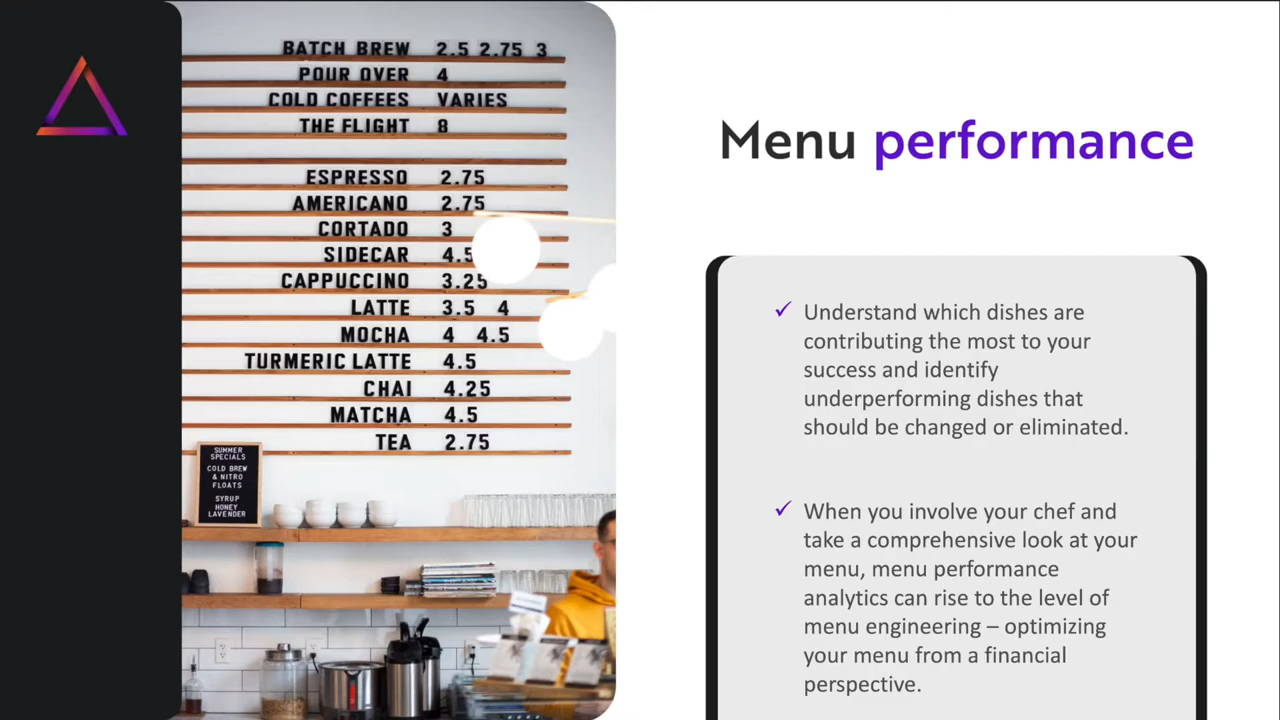 BATCH BREW 2.5 2.75 3
POUR OVER 4
COLD COFFEES VARIES
THE FLIGHT 8
ESPRESSO 2.75
AMERICANO 2.75
CORTADO 3
SIDECAR 4.5
CAPPUCCINO 3.25
LATTE 3.5 4
MOCHA 4 4.5
TURMERIC LATTE 4.5
CHAI 4.25
MATCHA 4.5
TEA 2.75
SUMMER
SPECIALS
COLD BREW
& NITRO
FLOATS
SYRUP
HONEY
LAVENDER
Menu performance
✓ Understand which dishes are
contributing the most to your
success and identify
underperforming dishes that
should be changed or eliminated.
✓ When you involve your chef and
take a comprehensive look at your
menu, menu performance
analytics can rise to the level of
menu engineering – optimizing
your menu from a financial
perspective.